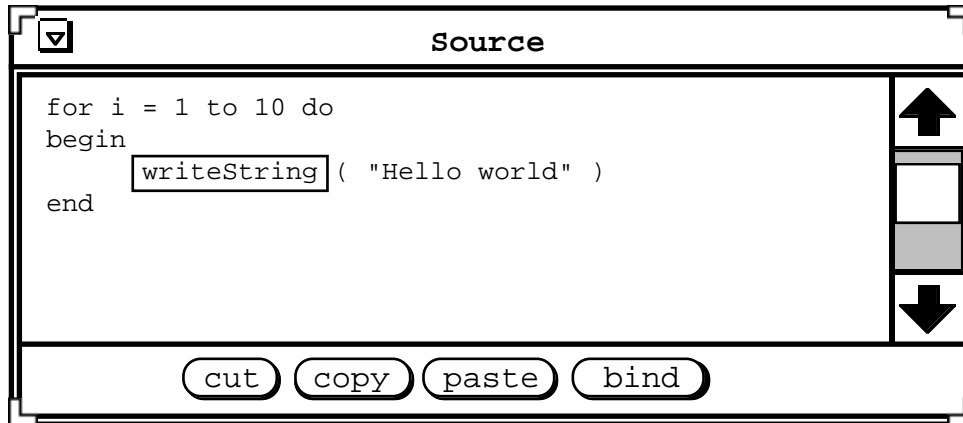 Source
for i = 1 to 10 do
begin
writeString ( "Hello world" )
end
cut copy paste bind